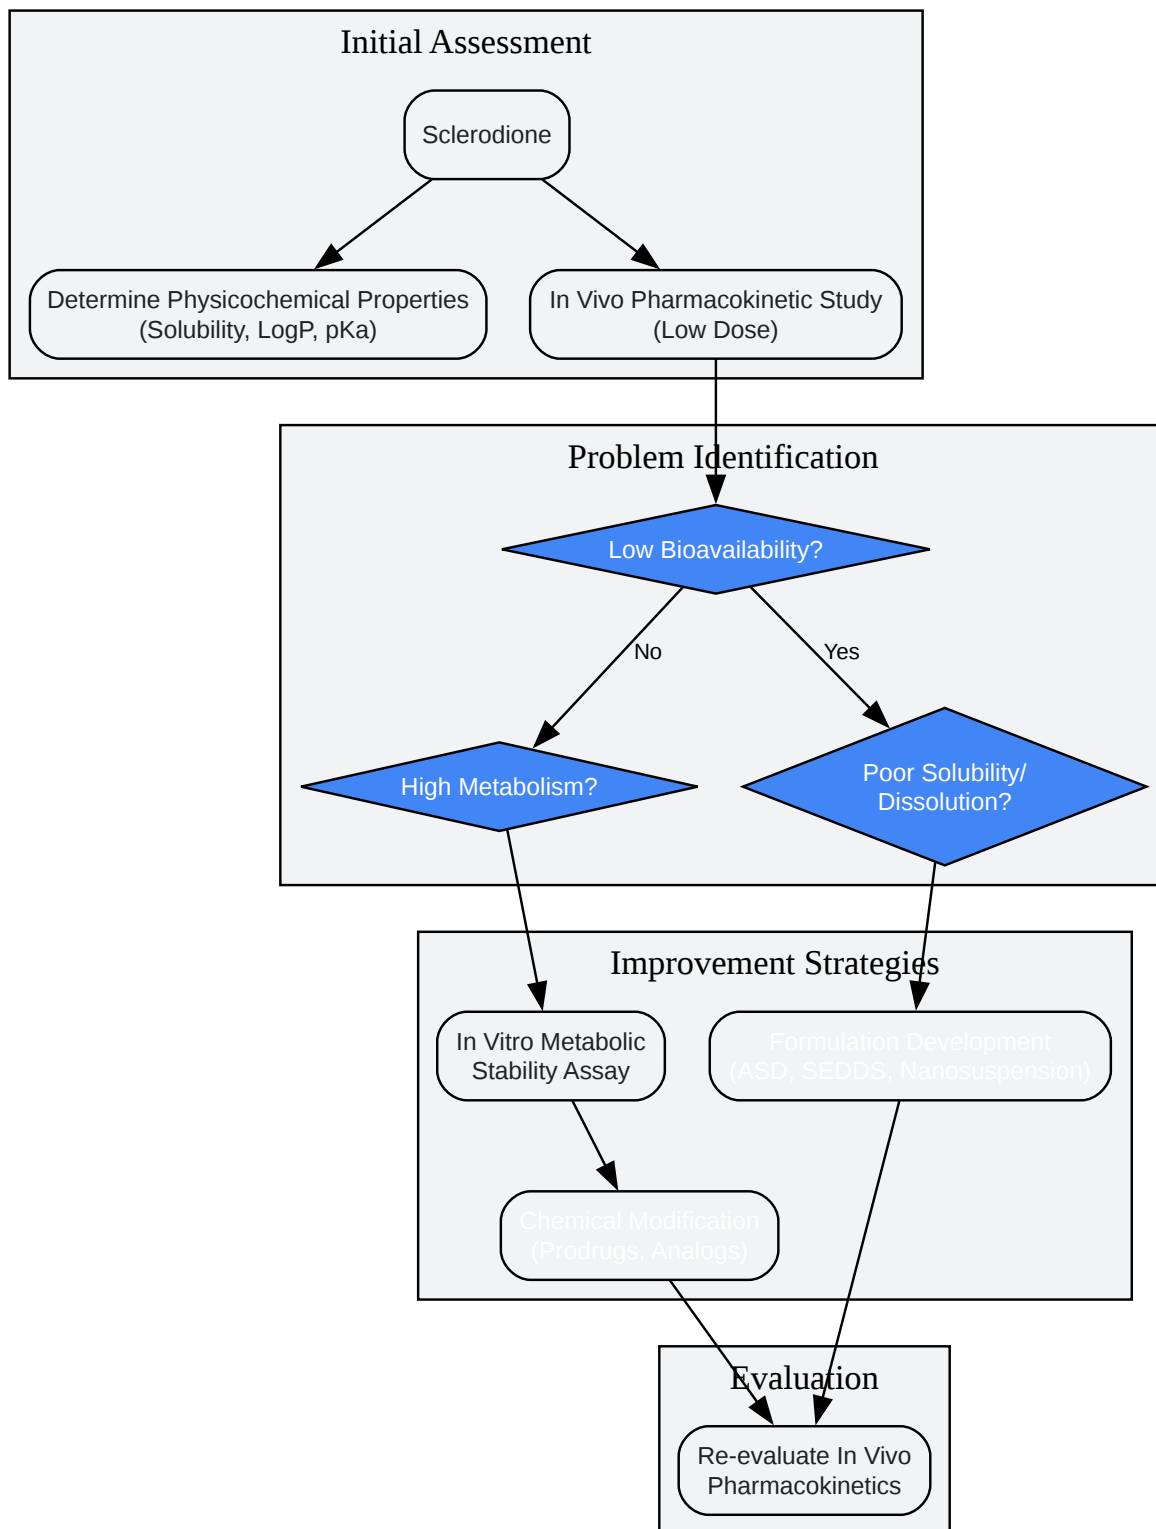 Initial Assessment
Sclerodione
Determine Physicochemical Properties
(Solubility, LogP, pKa)
In Vivo Pharmacokinetic Study
(Low Dose)
Problem Identification
Low Bioavailability?
No
Yes
High Metabolism?
Poor Solubility/
Dissolution?
Improvement Strategies
In Vitro Metabolic
Stability Assay
Formulation Development
(ASD, SEDDS, Nanosuspension)
Chemical Modification
(Prodrugs, Analogs)
Evaluation
Re-evaluate In Vivo
Pharmacokinetics